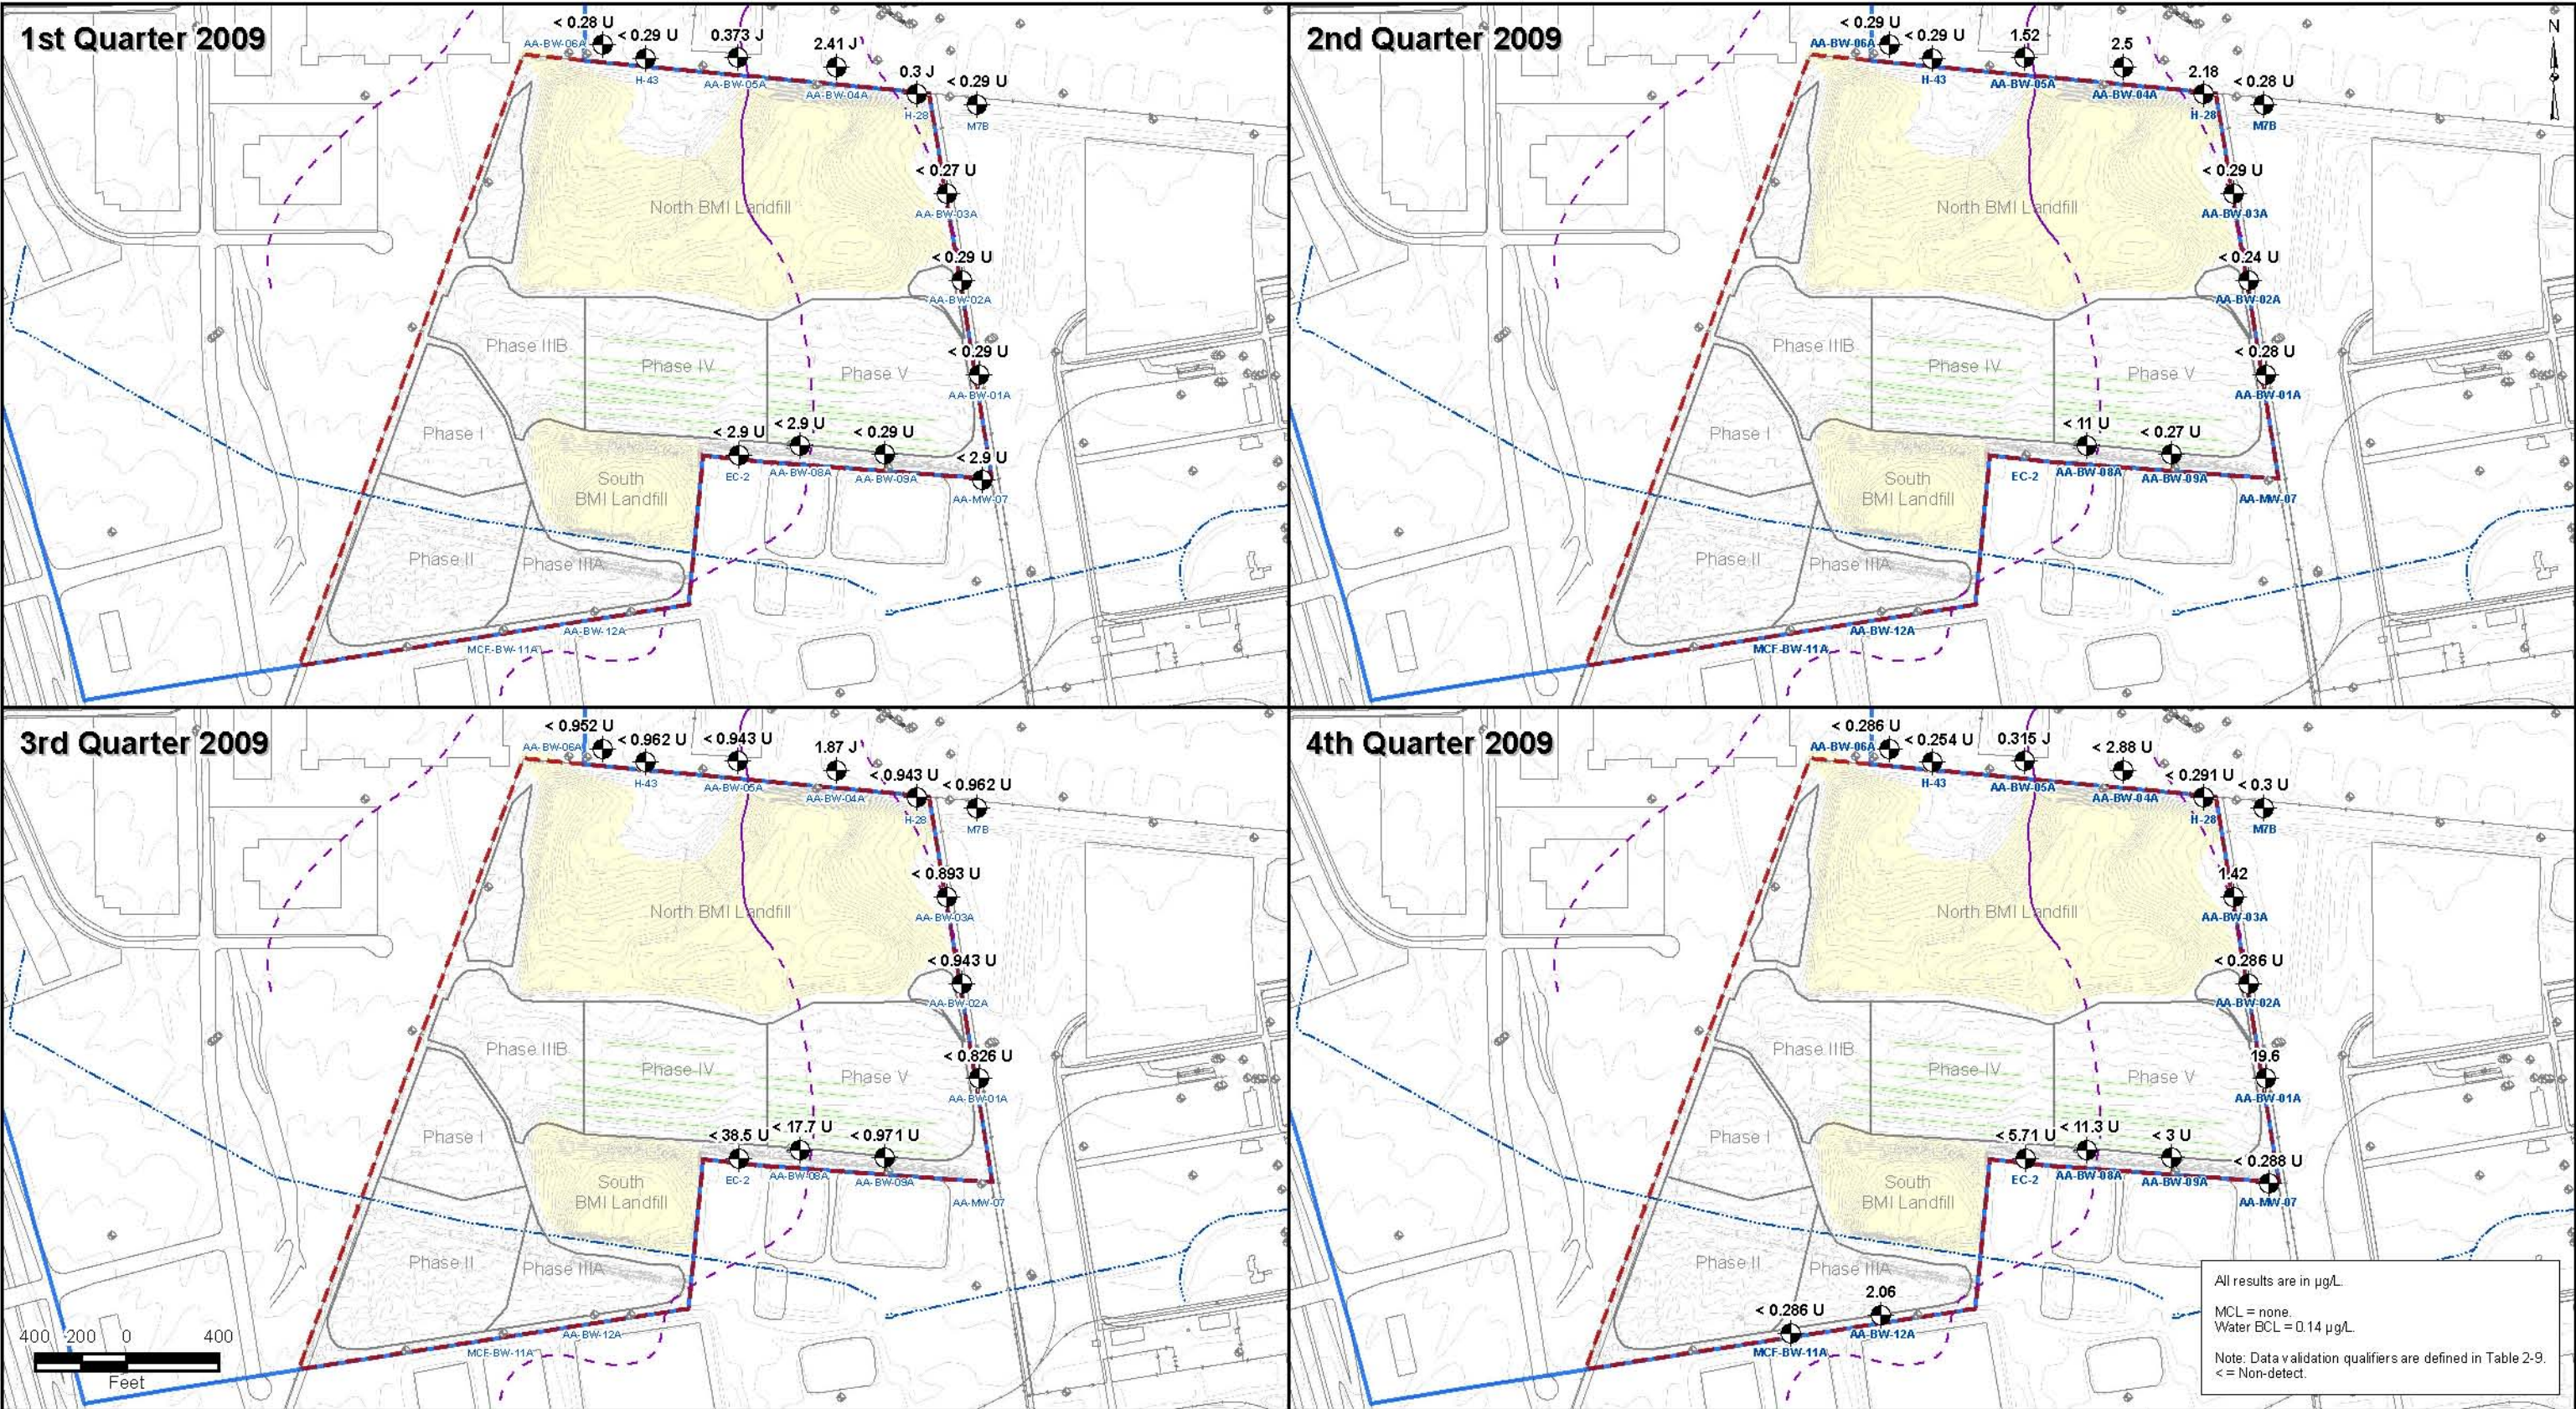 1st Quarter 2009
< 0.28 U
AA-BW-06A
< 0.29 U
H-43
0.373 J
AA-BW-05A
2.41 J
AA-BW-04A
0.3 J
H-28
< 0.29 U
M7B
< 0.27 U
AA-BW-03A
North BMI Landfill
< 0.29 U
AA-BW-02A
< 0.29 U
AA-BW-01A
Phase IIIB
Phase IV
Phase V
Phase I
< 2.9 U
EC-2
< 2.9 U
AA-BW-08A
< 0.29 U
AA-BW-09A
< 2.9 U
AA-MW-07
South
BMI Landfill
Phase II
Phase IIIA
AA-BW-12A
MCF-BW-11A
2nd Quarter 2009
N
< 0.29 U
AA-BW-06A
< 0.29 U
H-43
1.52
AA-BW-05A
2.5
AA-BW-04A
2.18
H-28
< 0.28 U
M7B
< 0.29 U
AA-BW-03A
North BMI Landfill
< 0.24 U
AA-BW-02A
< 0.28 U
AA-BW-01A
Phase IIIB
Phase IV
Phase V
Phase I
EC-2
< 11 U
AA-BW-08A
< 0.27 U
AA-BW-09A
AA-MW-07
South
BMI Landfill
Phase II
Phase IIIA
AA-BW-12A
MCF-BW-11A
3rd Quarter 2009
< 0.952 U
AA-BW-06A
< 0.962 U
H-43
< 0.943 U
AA-BW-05A
1.87 J
AA-BW-04A
< 0.943 U
H-28
< 0.962 U
M7B
< 0.893 U
AA-BW-03A
North BMI Landfill
< 0.943 U
AA-BW-02A
< 0.826 U
AA-BW-01A
Phase IIIB
Phase IV
Phase V
Phase I
< 38.5 U
EC-2
< 17.7 U
AA-BW-08A
< 0.971 U
AA-BW-09A
AA-MW-07
South
BMI Landfill
Phase II
Phase IIIA
AA-BW-12A
MCF-BW-11A
400 200 0 400
Feet
4th Quarter 2009
< 0.286 U
AA-BW-06A
< 0.254 U
H-43
0.315 J
AA-BW-05A
< 2.88 U
AA-BW-04A
< 0.291 U
H-28
< 0.3 U
M7B
1.42
AA-BW-03A
North BMI Landfill
< 0.286 U
AA-BW-02A
19.6
AA-BW-01A
Phase IIIB
Phase IV
Phase V
Phase I
< 5.71 U
EC-2
< 11.3 U
AA-BW-08A
< 3 U
AA-BW-09A
< 0.288 U
AA-MW-07
South
BMI Landfill
Phase II
Phase IIIA
2.06
AA-BW-12A
< 0.286 U
MCF-BW-11A
All results are in µg/L.
MCL = none.
Water BCL = 0.14 µg/L.
Note: Data validation qualifiers are defined in Table 2-9.
< = Non-detect.